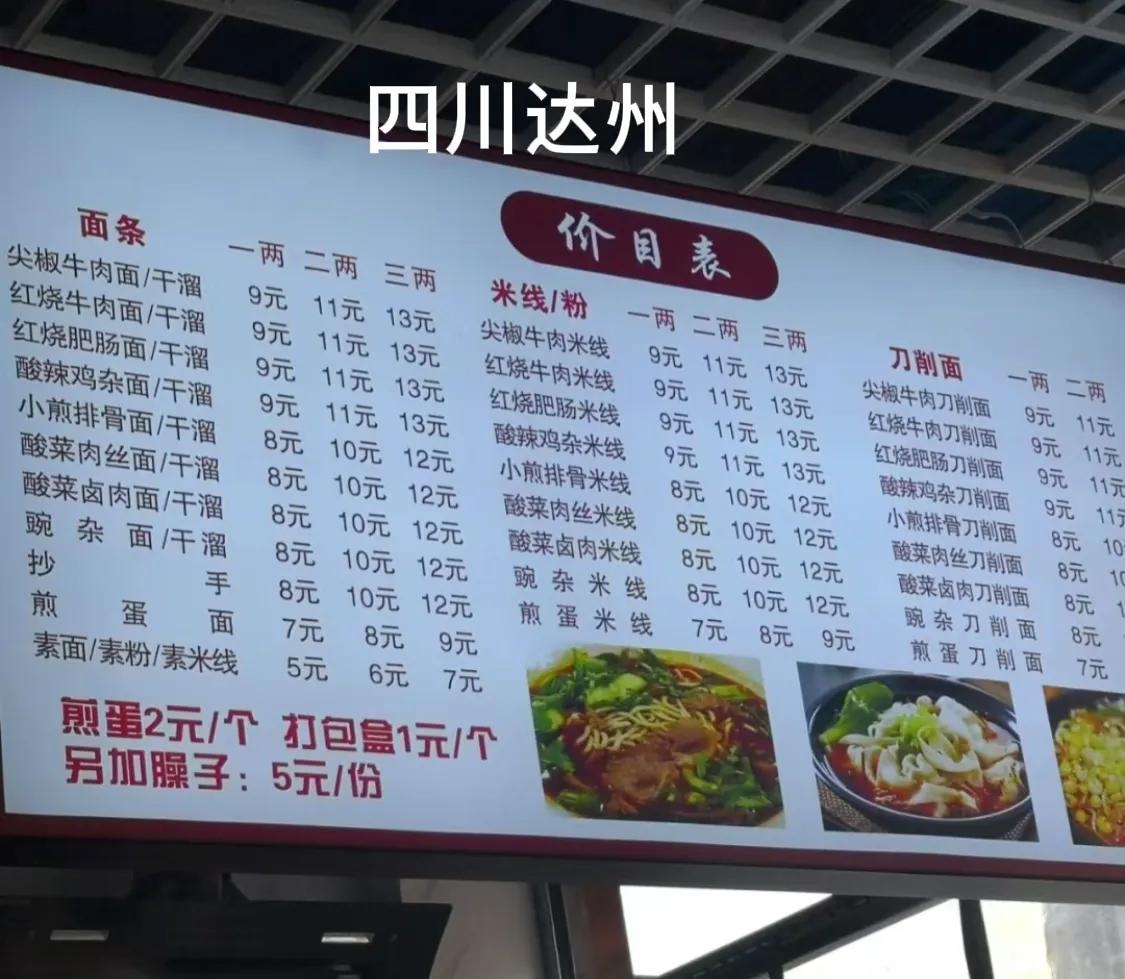 四川达州
价目表
面条 一两 二两 三两
尖椒牛肉面/干溜 9元 11元 13元
红烧牛肉面/干溜 9元 11元 13元
红烧肥肠面/干溜 9元 11元 13元
酸辣鸡杂面/干溜 9元 11元 13元
小煎排骨面/干溜 8元 10元 12元
酸菜肉丝面/干溜 8元 10元 12元
酸菜卤肉面/干溜 8元 10元 12元
豌杂面/干溜 8元 10元 12元
抄手 8元 10元 12元
煎蛋面 7元 8元 9元
素面/素粉/素米线 5元 6元 7元
煎蛋2元/个 打包盒1元/个
另加臊子：5元/份
米线/粉 一两 二两 三两
尖椒牛肉米线 9元 11元 13元
红烧牛肉米线 9元 11元 13元
红烧肥肠米线 9元 11元 13元
酸辣鸡杂米线 9元 11元 13元
小煎排骨米线 8元 10元 12元
酸菜肉丝米线 8元 10元 12元
酸菜卤肉米线 8元 10元 12元
豌杂米线 8元 10元 12元
煎蛋米线 7元 8元 9元
刀削面 一两 二两
尖椒牛肉刀削面 9元 11元
红烧牛肉刀削面 9元 11元
红烧肥肠刀削面 9元 11元
酸辣鸡杂刀削面 9元 11元
小煎排骨刀削面 8元 10
酸菜肉丝刀削面 8元
酸菜卤肉刀削面 8元
豌杂刀削面 8元
煎蛋刀削面 7元